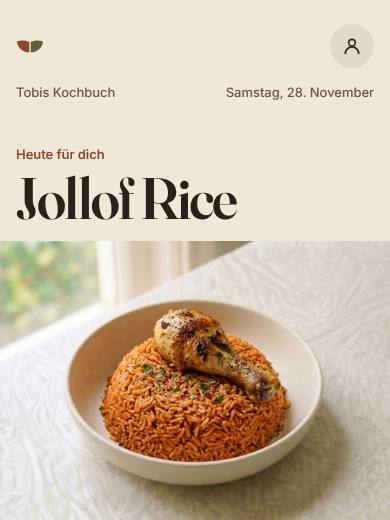 Tobis Kochbuch
Samstag, 28. November
Heute für dich
Jollof Rice